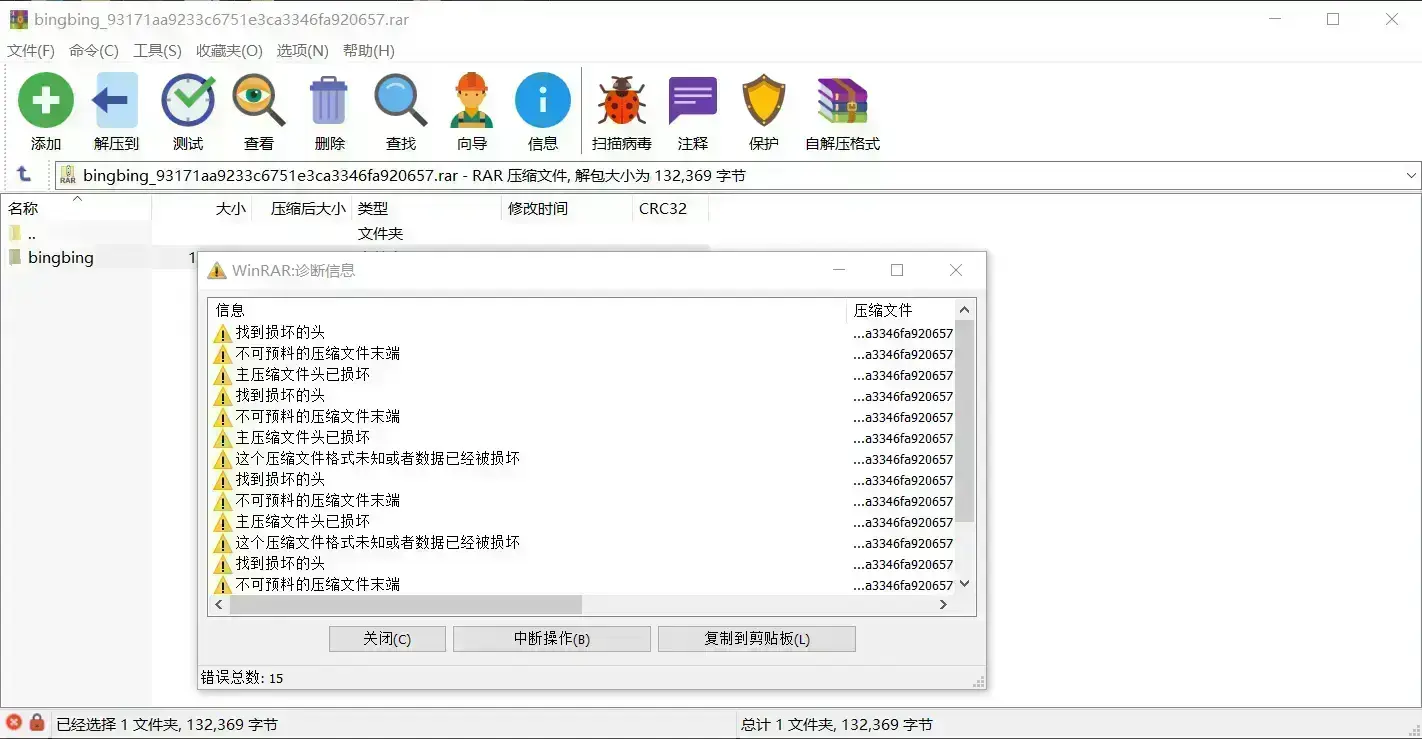 bingbing_93171aa9233c6751e3ca3346fa920657.rar
文件(F) 命令(C) 工具(S) 收藏夹(O) 选项(N) 帮助(H)
添加 解压到 测试 查看 删除 查找 向导 信息 扫描病毒 注释 保护 自解压格式
RAR bingbing_93171aa9233c6751e3ca3346fa920657.rar - RAR 压缩文件, 解包大小为 132,369 字节
名称 大小 压缩后大小 类型 修改时间 CRC32
.. 文件夹
bingbing 1
WinRAR:诊断信息
信息 压缩文件
找到损坏的头 ...a3346fa920657
不可预料的压缩文件末端 ...a3346fa920657
主压缩文件头已损坏 ...a3346fa920657
找到损坏的头 ...a3346fa920657
不可预料的压缩文件末端 ...a3346fa920657
主压缩文件头已损坏 ...a3346fa920657
这个压缩文件格式未知或者数据已经被损坏 ...a3346fa920657
找到损坏的头 ...a3346fa920657
不可预料的压缩文件末端 ...a3346fa920657
主压缩文件头已损坏 ...a3346fa920657
这个压缩文件格式未知或者数据已经被损坏 ...a3346fa920657
找到损坏的头 ...a3346fa920657
不可预料的压缩文件末端 ...a3346fa920657
关闭(C) 中断操作(B) 复制到剪贴板(L)
错误总数: 15
已经选择 1 文件夹, 132,369 字节 总计 1 文件夹, 132,369 字节